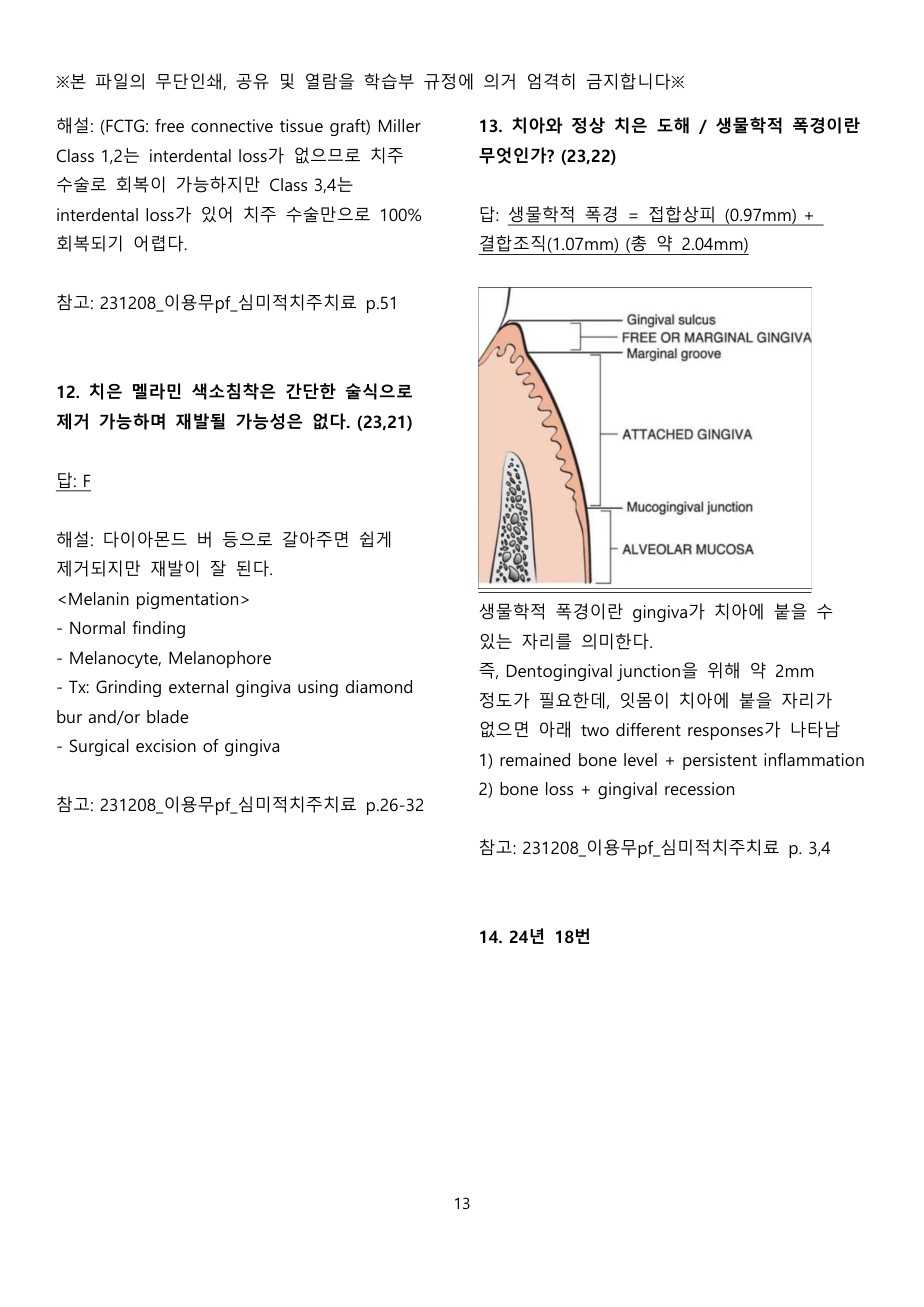 ※본 파일의 무단인쇄, 공유 및 열람을 학습부 규정에 의거 엄격히 금지합니다※
해설: (FCTG: free connective tissue graft) Miller
Class 1,2는 interdental loss가 없으므로 치주
수술로 회복이 가능하지만 Class 3,4는
interdental loss가 있어 치주 수술만으로 100%
회복되기 어렵다.
참고: 231208_이용무pf_심미적치주치료 p.51
12. 치은 멜라민 색소침착은 간단한 술식으로
제거 가능하며 재발될 가능성은 없다. (23,21)
답: F
해설: 다이아몬드 버 등으로 갈아주면 쉽게
제거되지만 재발이 잘 된다.
<Melanin pigmentation>
- Normal finding
- Melanocyte, Melanophore
- Tx: Grinding external gingiva using diamond
bur and/or blade
- Surgical excision of gingiva
참고: 231208_이용무pf_심미적치주치료 p.26-32
13. 치아와 정상 치은 도해 / 생물학적 폭경이란
무엇인가? (23,22)
답: 생물학적 폭경 = 접합상피 (0.97mm) +
결합조직(1.07mm) (총 약 2.04mm)
Gingival sulcus
FREE OR MARGINAL GINGIVA
Marginal groove
ATTACHED GINGIVA
Mucogingival junction
ALVEOLAR MUCOSA
생물학적 폭경이란 gingiva가 치아에 붙을 수
있는 자리를 의미한다.
즉, Dentogingival junction을 위해 약 2mm
정도가 필요한데, 잇몸이 치아에 붙을 자리가
없으면 아래 two different responses가 나타남
1) remained bone level + persistent inflammation
2) bone loss + gingival recession
참고: 231208_이용무pf_심미적치주치료 p. 3,4
14. 24년 18번
13